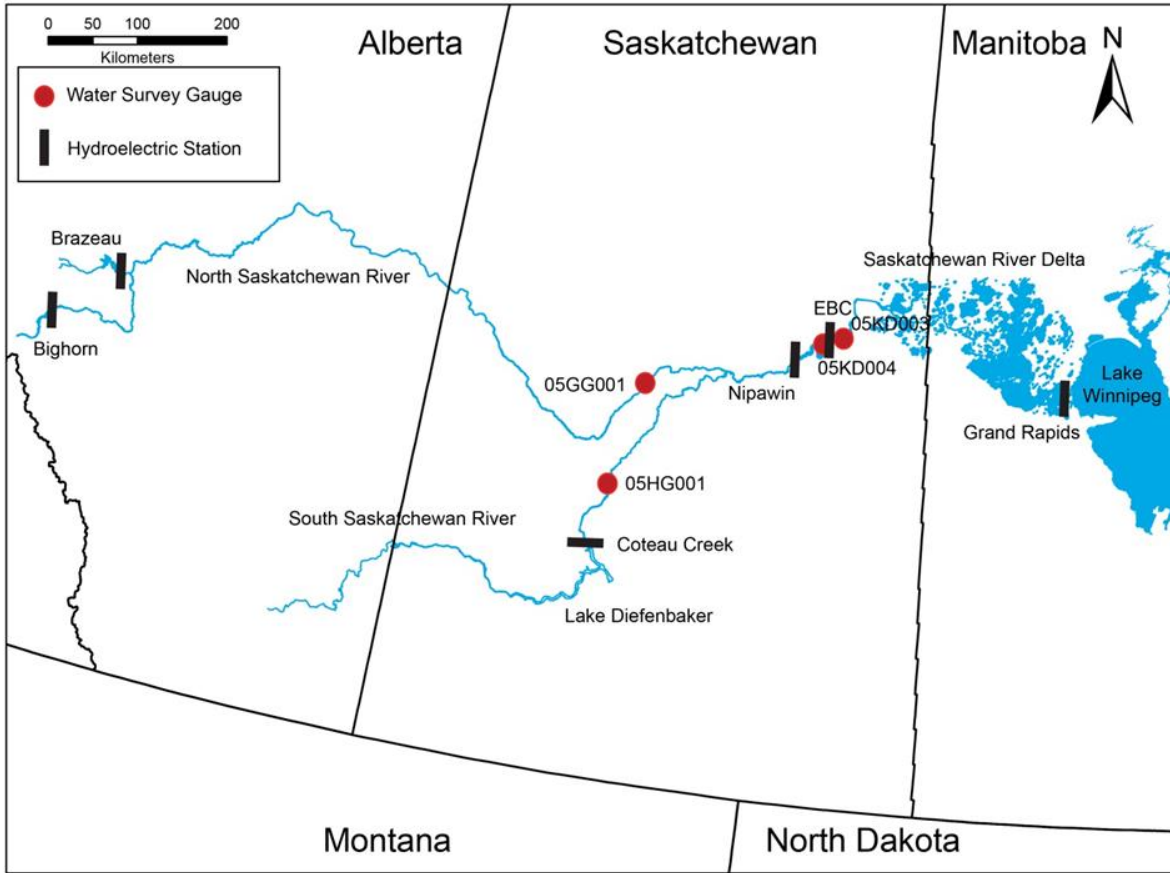 0 50 100 200
Kilometers
Alberta
Saskatchewan
Manitoba
N
Water Survey Gauge
Hydroelectric Station
Brazeau
North Saskatchewan River
Saskatchewan River Delta
Bighorn
EBC
05KD003
05KD004
05GG001
Nipawin
Lake
Winnipeg
Grand Rapids
05HG001
South Saskatchewan River
Coteau Creek
Lake Diefenbaker
Montana
North Dakota